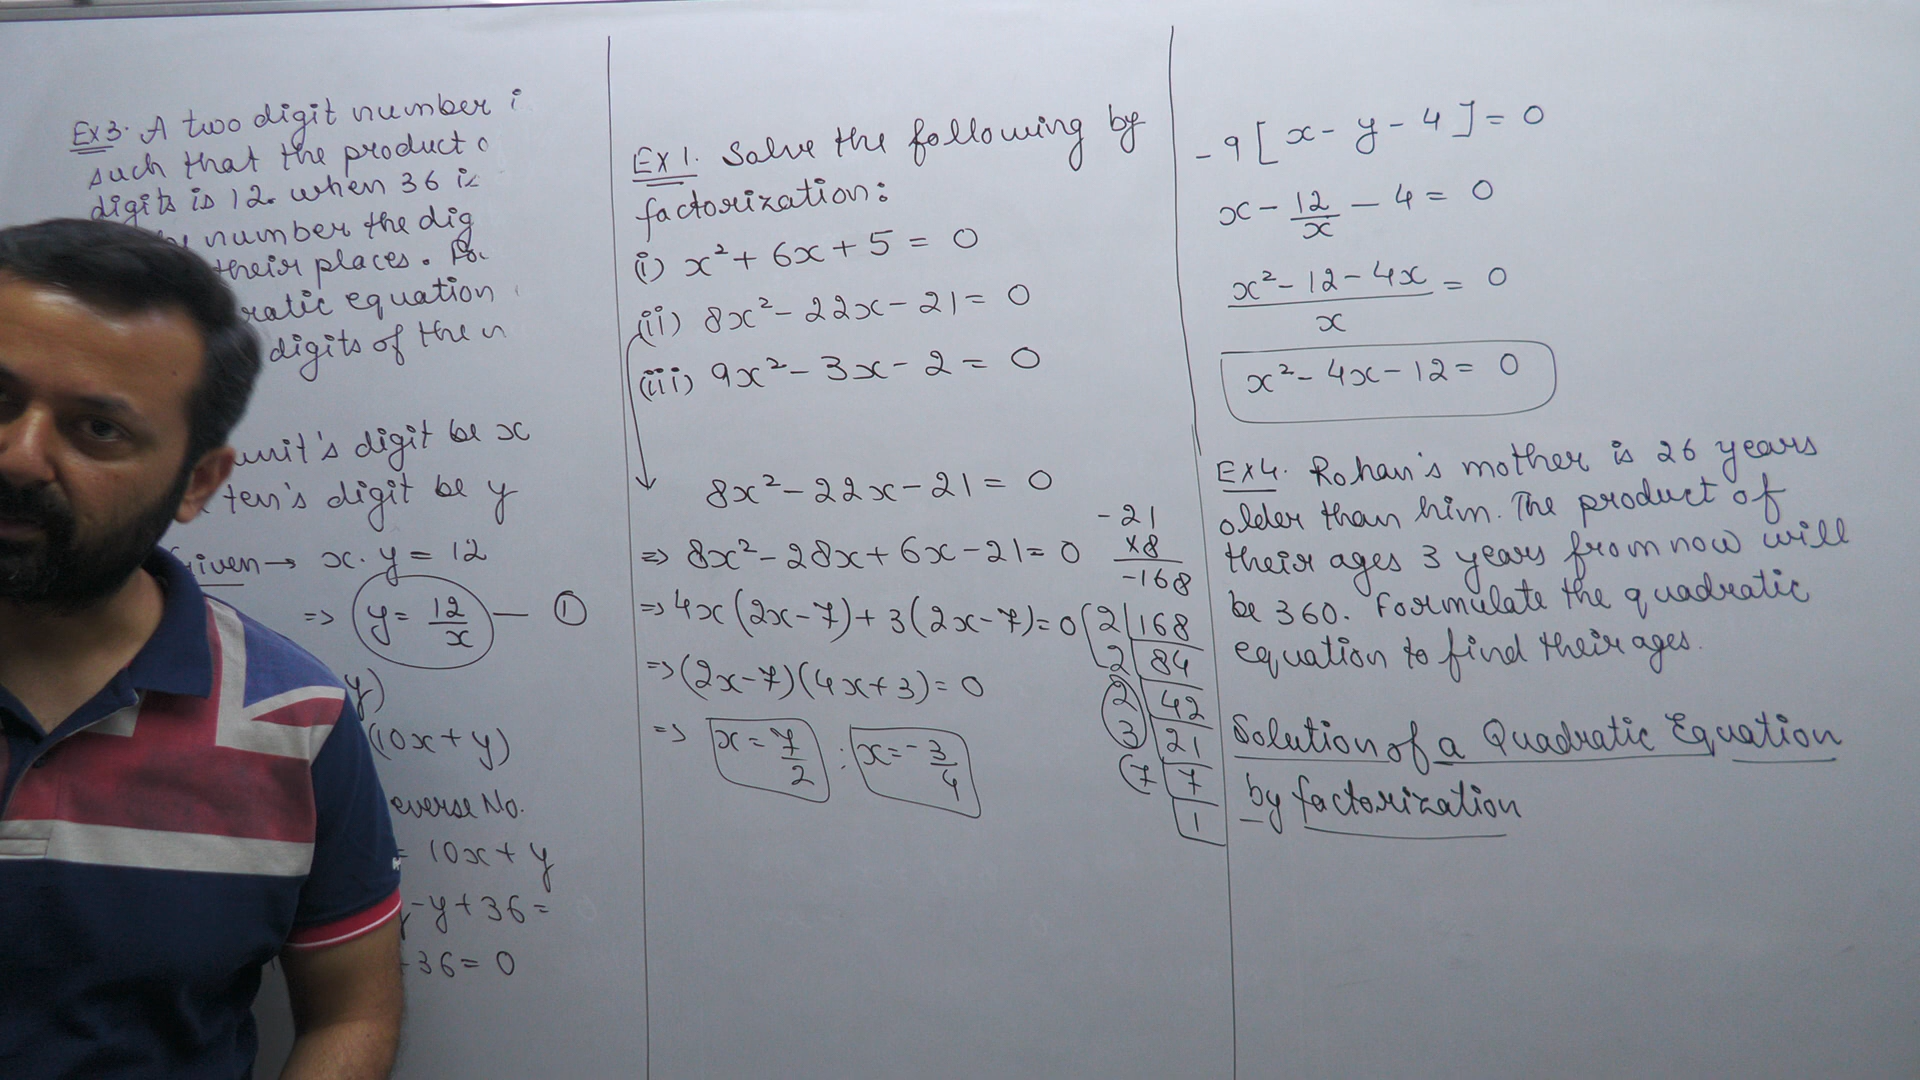 Ex3. A two digit number i
such that the product o
digits is 12. when 36 is
number the dig
their places. Fo
ratic equation
digits of the n
unit's digit be x
ten's digit be y
Given → x.y = 12
=> y = 12/x — ①
y)
(10x+y)
everse No.
= 10x + y
-y+36=
-36=0
Ex 1. Solve the following by
factorization:
(i) x² + 6x + 5 = 0
(ii) 8x² - 22x - 21 = 0
(iii) 9x² - 3x - 2 = 0
8x² - 22x - 21 = 0
=> 8x² - 28x + 6x - 21 = 0
=> 4x(2x-7) + 3(2x-7) = 0
=> (2x-7)(4x+3) = 0
=> x = 7/2 ; x = -3/4
-21
x8
-168
2 168
2 84
2 42
3 21
7 7
1
-9[x - y - 4] = 0
x - 12/x - 4 = 0
x² - 12 - 4x / x = 0
x² - 4x - 12 = 0
Ex4. Rohan's mother is 26 years
older than him. The product of
their ages 3 years from now will
be 360. Formulate the quadratic
equation to find their ages.
Solution of a Quadratic Equation
by factorization